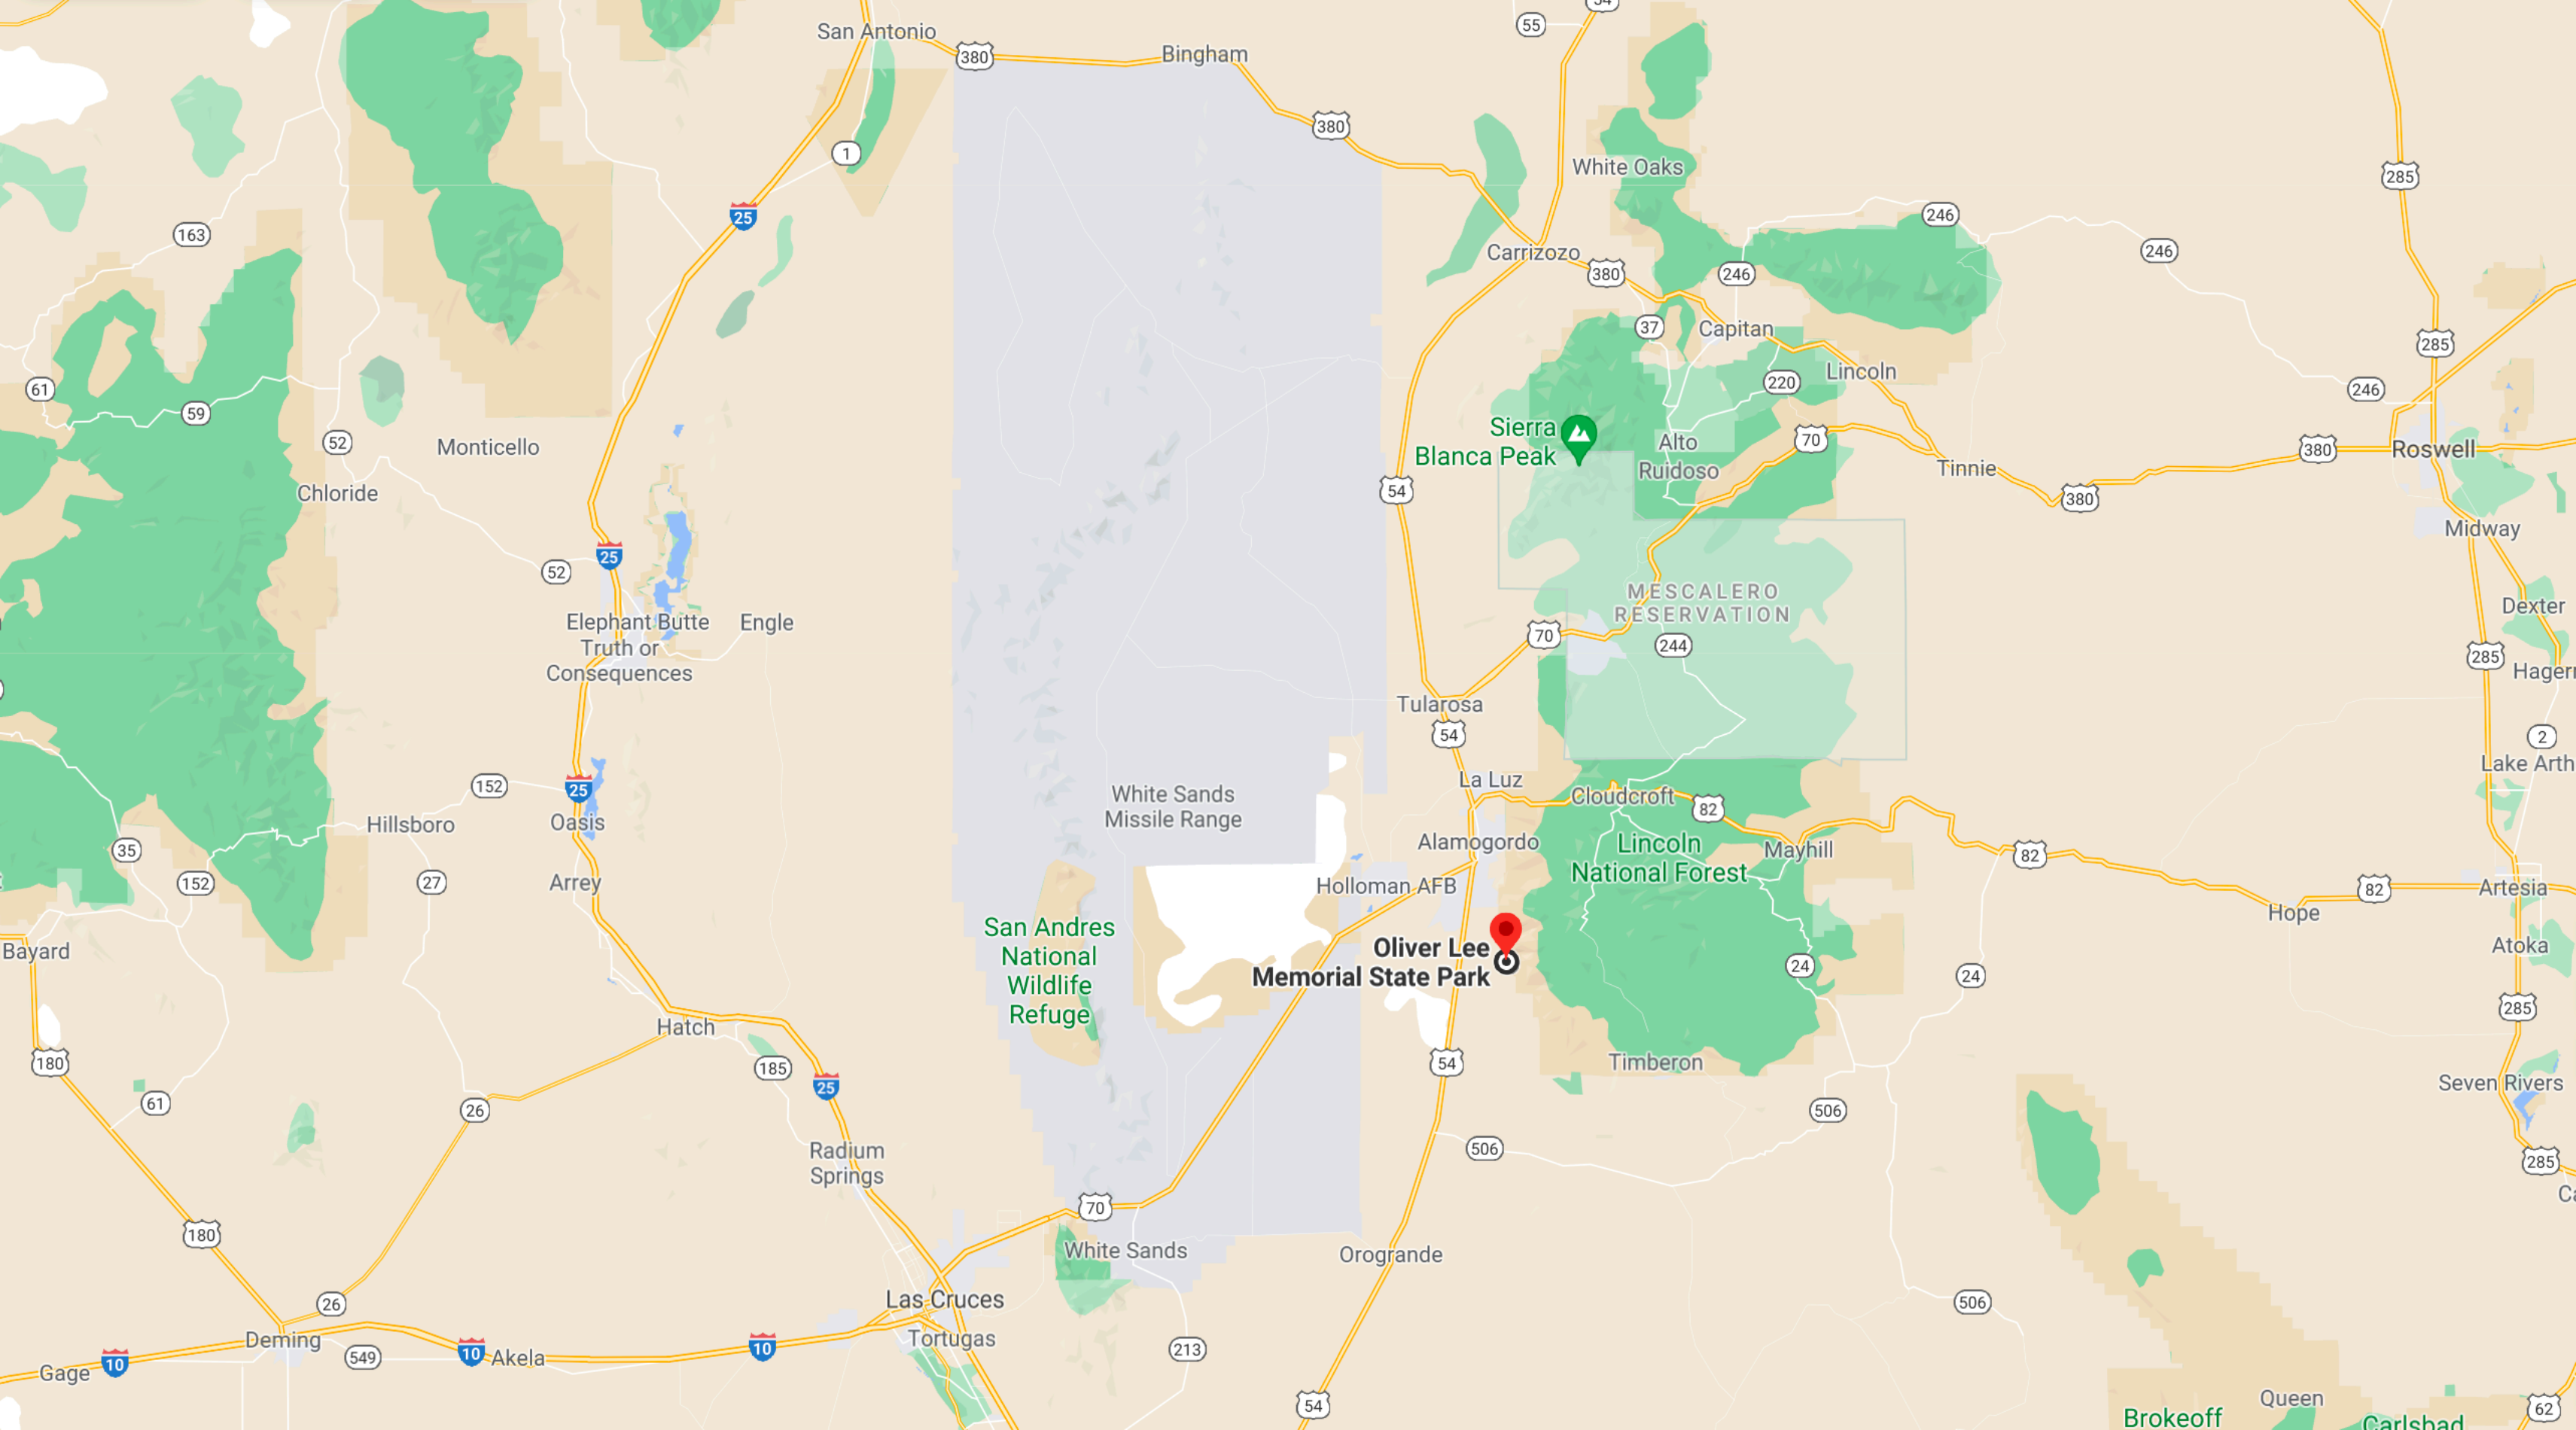 San Antonio
380
Bingham
55
54
380
1
White Oaks
285
25
163
246
246
Carrizozo
380
246
37
Capitan
285
61
59
220
Lincoln
246
Sierra
Blanca Peak
52
Monticello
Alto
70
Ruidoso
Tinnie
380
Roswell
Chloride
54
380
Midway
25
52
MESCALERO
RESERVATION
Dexter
Elephant Butte
Engle
Truth or
Consequences
70
244
285
Hagerr
Tularosa
54
2
Lake Arth
La Luz
152
25
White Sands
Missile Range
Cloudcroft
82
Hillsboro
Oasis
Alamogordo
Lincoln
National Forest
Mayhill
82
35
152
27
Arrey
Holloman AFB
82
Artesia
Hope
San Andres
National
Wildlife
Refuge
Bayard
Oliver Lee
Memorial State Park
24
24
Atoka
285
Hatch
180
185
54
Timberon
25
61
26
506
Seven Rivers
506
Radium
Springs
285
Ca
70
180
White Sands
Orogrande
Las Cruces
26
506
Deming
Tortugas
10
549
10
Akela
10
213
Gage
54
Queen
62
Brokeoff
Carlsbad